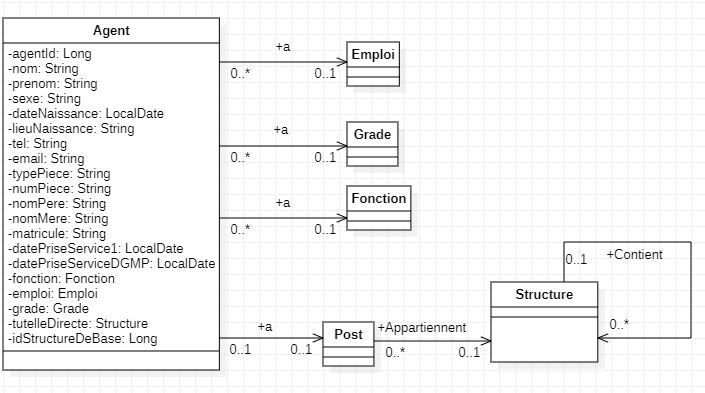 Agent
-agentId: Long
-nom: String
-prenom: String
-sexe: String
-dateNaissance: LocalDate
-lieuNaissance: String
-tel: String
-email: String
-typePiece: String
-numPiece: String
-nomPere: String
-nomMere: String
-matricule: String
-datePriseService1: LocalDate
-datePriseServiceDGMP: LocalDate
-fonction: Fonction
-emploi: Emploi
-grade: Grade
-tutelleDirecte: Structure
-idStructureDeBase: Long
+a
0..*
0..1
Emploi
+a
0..*
0..1
Grade
+a
0..*
0..1
Fonction
+a
0..1
0..1
Post
+Appartiennent
0..*
0..1
Structure
0..1
+Contient
0..*